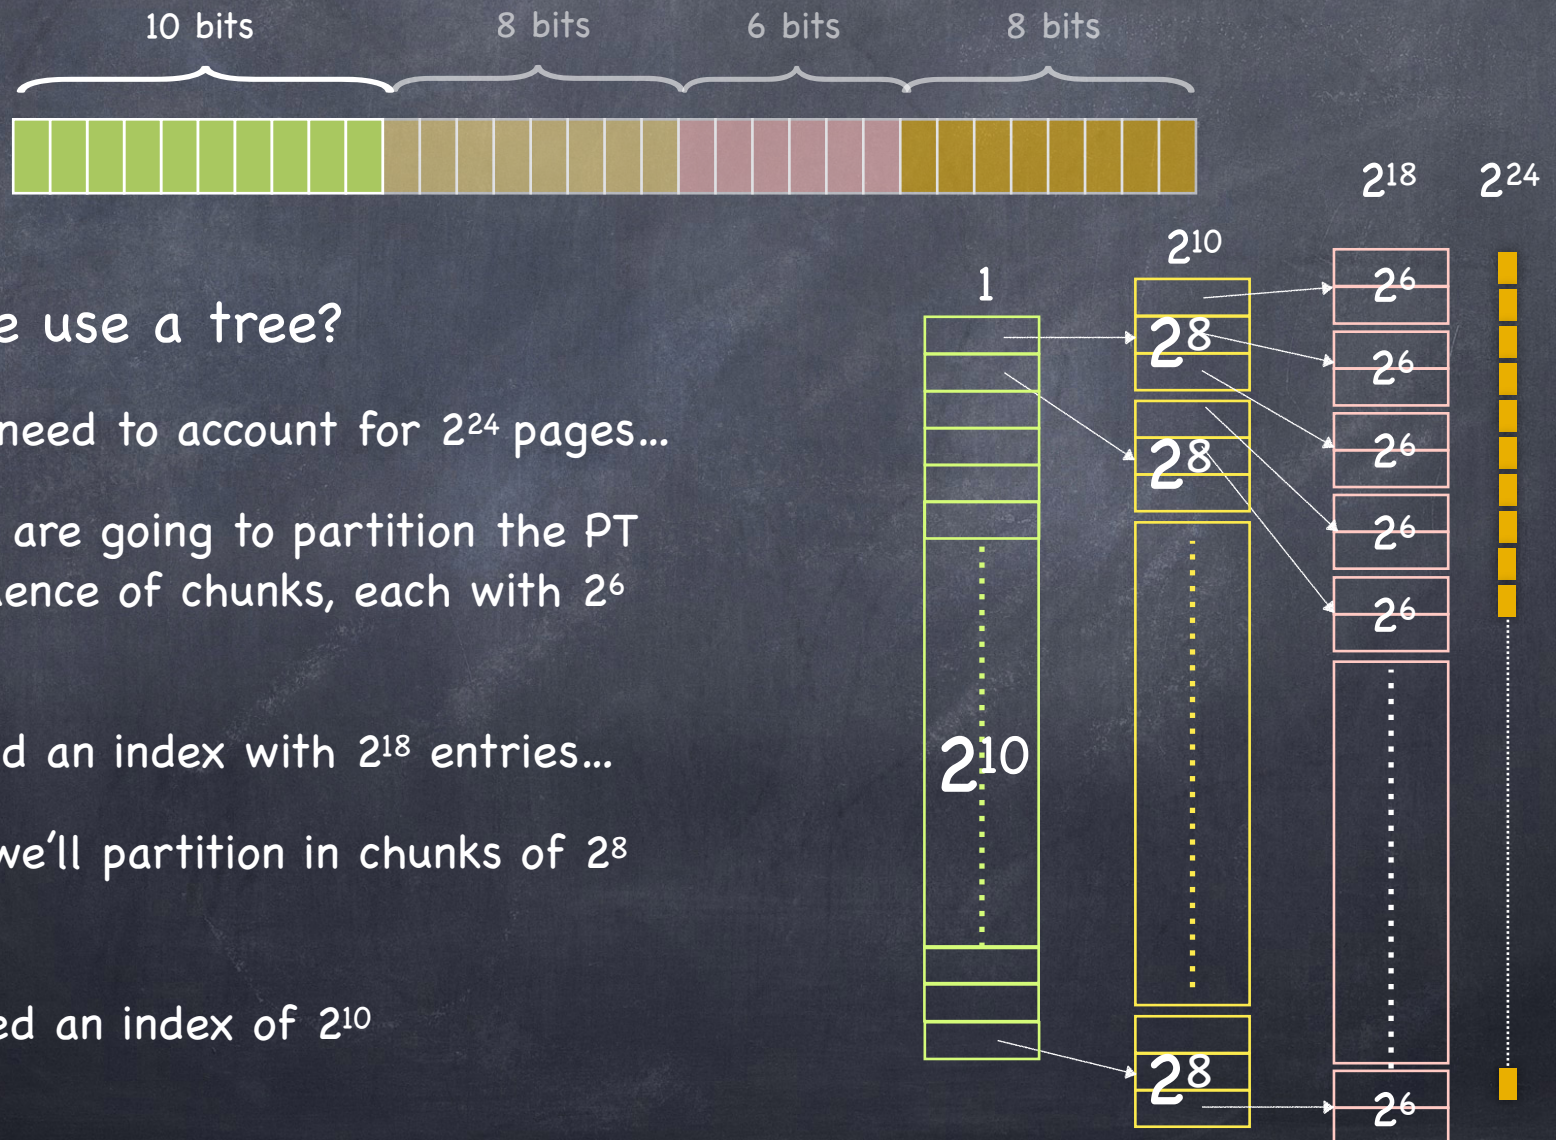 10 bits 8 bits 6 bits 8 bits
2¹⁸ 2²⁴
2¹⁰
1
use a tree?
need to account for 2²⁴ pages...
are going to partition the PT
of chunks, each with 2⁶
an index with 2¹⁸ entries...
we'll partition in chunks of 2⁸
an index of 2¹⁰
2¹⁰
2⁸
2⁸
2⁸
2⁶
2⁶
2⁶
2⁶
2⁶
2⁶